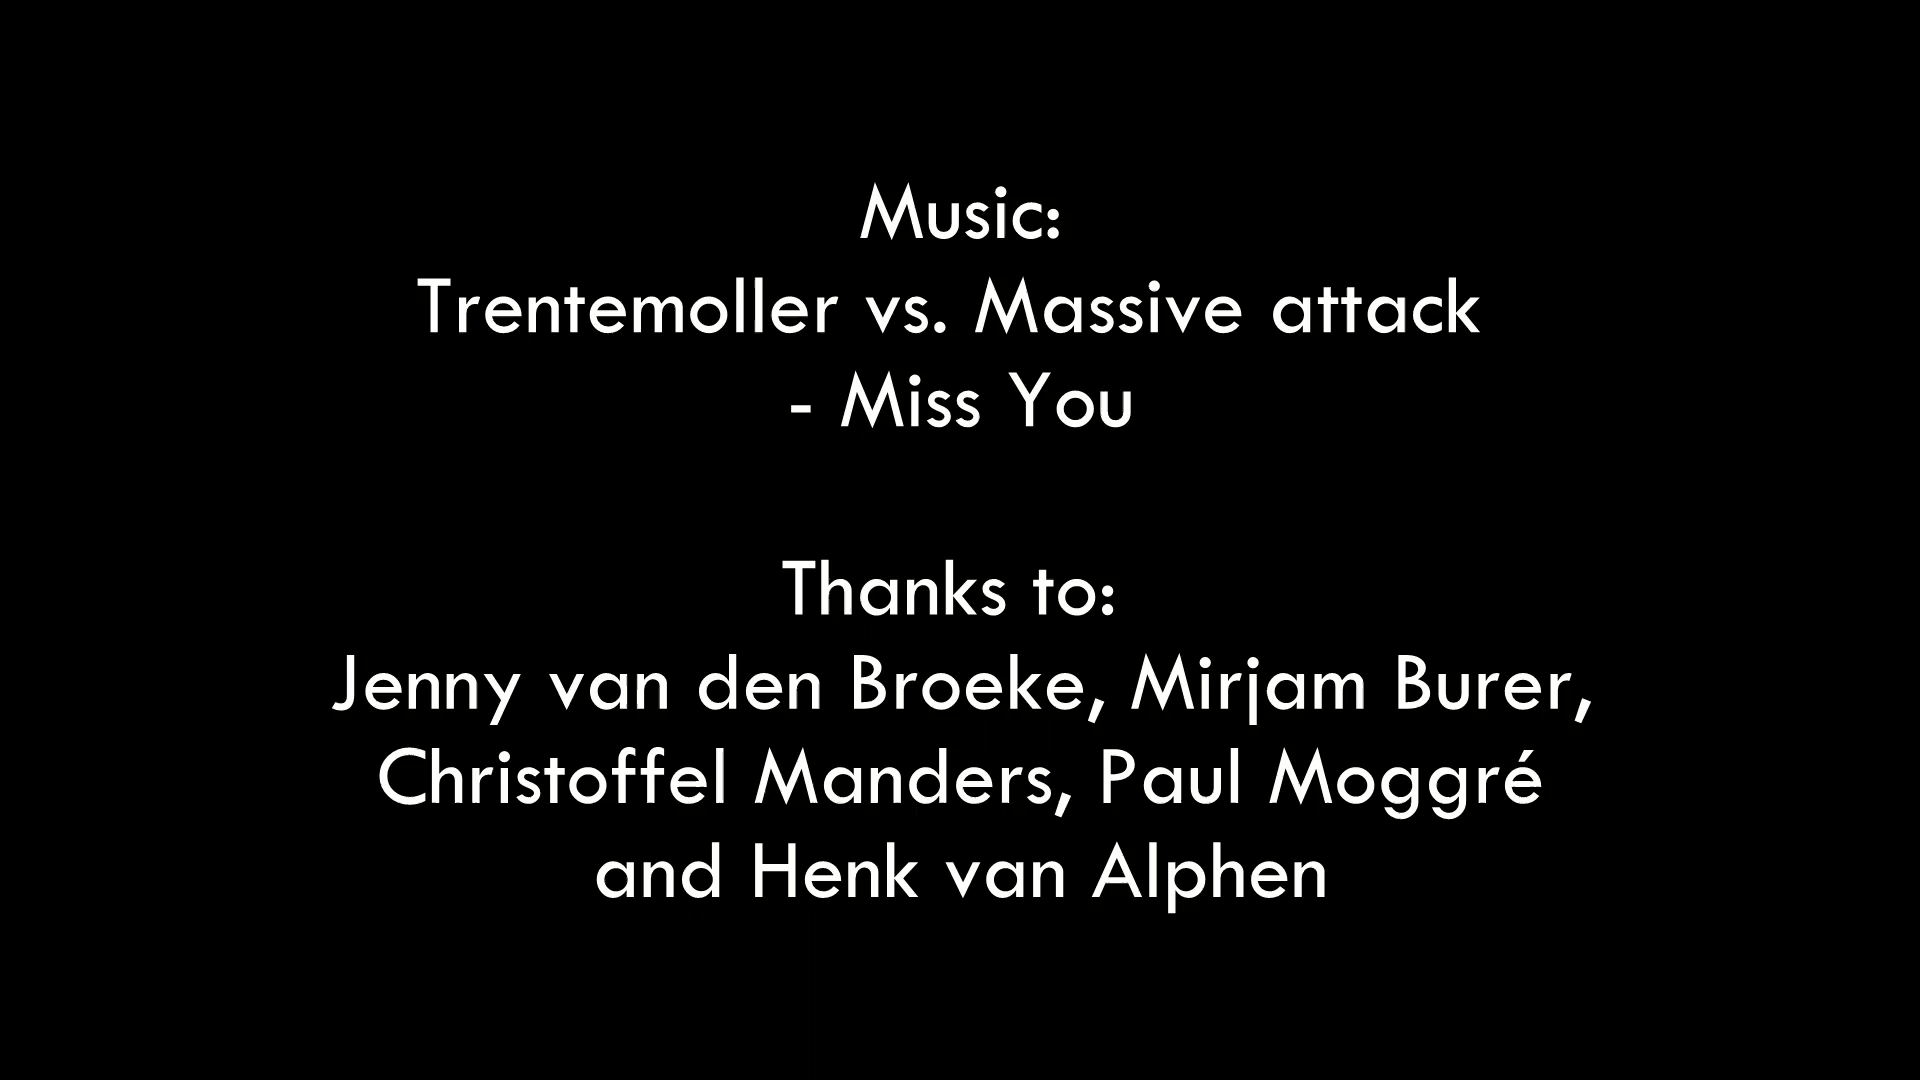 Music:
Trentemoller vs. Massive attack
- Miss You
Thanks to:
Jenny van den Broeke, Mirjam Burer,
Christoffel Manders, Paul Moggré
and Henk van Alphen